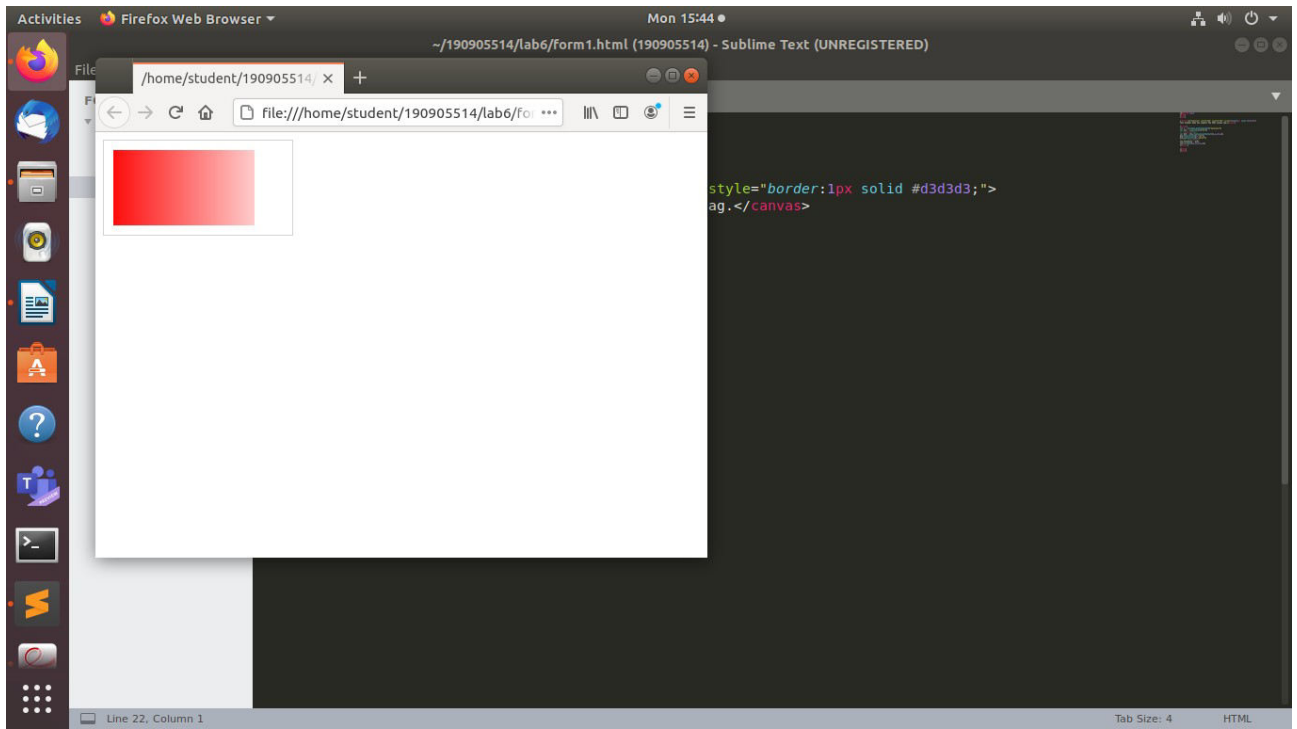 Activities
Firefox Web Browser
Mon 15:44
~/190905514/lab6/form1.html (190905514) - Sublime Text (UNREGISTERED)
File
/home/student/190905514/
file:///home/student/190905514/lab6/fo
style="border:1px solid #d3d3d3;">
ag.</canvas>
Line 22, Column 1
Tab Size: 4
HTML